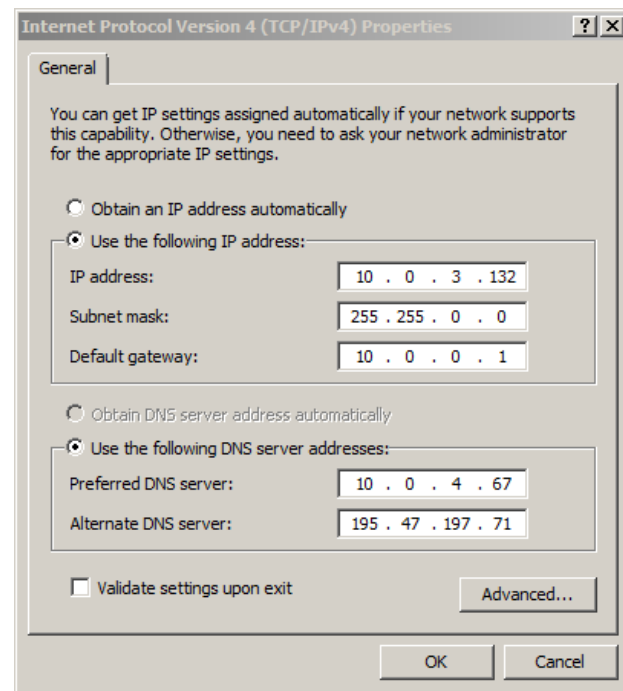 Internet Protocol Version 4 (TCP/IPv4) Properties
General
You can get IP settings assigned automatically if your network supports
this capability. Otherwise, you need to ask your network administrator
for the appropriate IP settings.
Obtain an IP address automatically
Use the following IP address:
IP address: 10 . 0 . 3 . 132
Subnet mask: 255 . 255 . 0 . 0
Default gateway: 10 . 0 . 0 . 1
Obtain DNS server address automatically
Use the following DNS server addresses:
Preferred DNS server: 10 . 0 . 4 . 67
Alternate DNS server: 195 . 47 . 197 . 71
Validate settings upon exit
Advanced...
OK Cancel